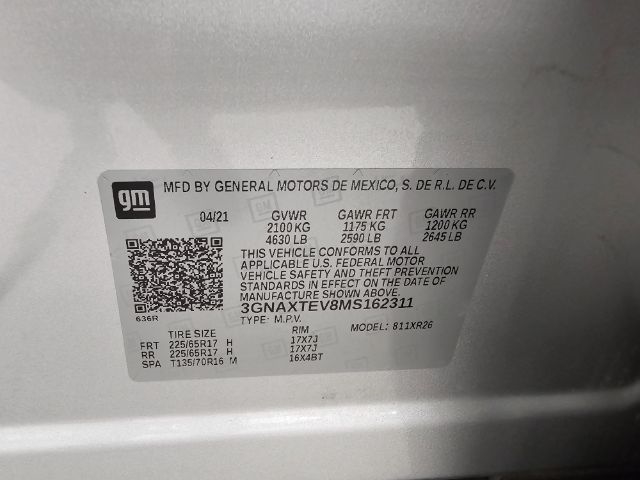 gm
MFD BY GENERAL MOTORS DE MEXICO, S. DE R.L. DE C.V.
04/21 GVWR GAWR FRT GAWR RR
2100 KG 1175 KG 1200 KG
4630 LB 2590 LB 2645 LB
THIS VEHICLE CONFORMS TO ALL
APPLICABLE U.S. FEDERAL MOTOR
VEHICLE SAFETY AND THEFT PREVENTION
STANDARDS IN EFFECT ON THE DATE OF
MANUFACTURE SHOWN ABOVE.
3GNAXTEV8MS162311
636R
TYPE: M.P.V. MODEL: 811XR26
TIRE SIZE RIM
FRT 225/65R17 H 17X7J
RR 225/65R17 H 17X7J
SPA T135/70R16 M 16X4BT